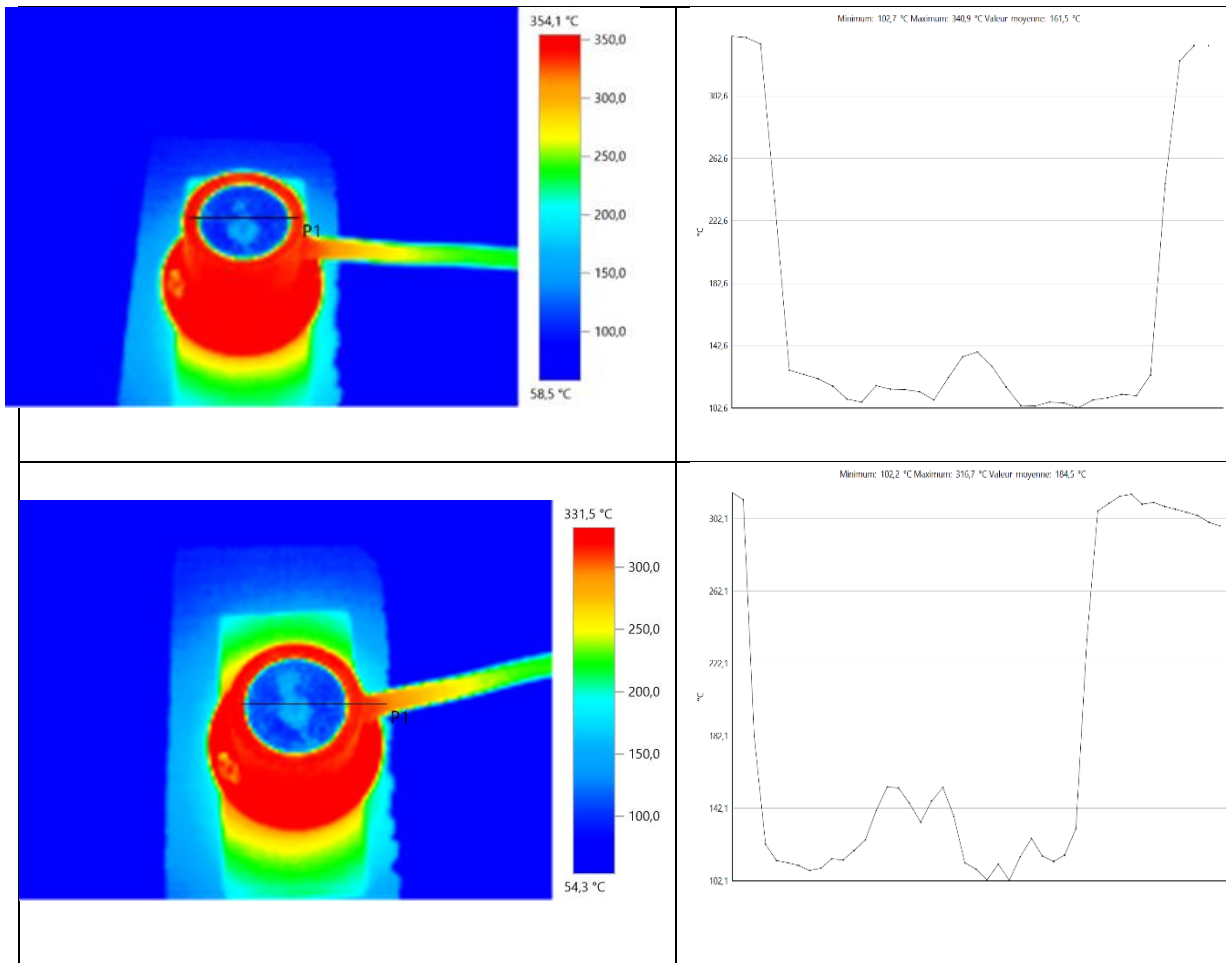 354,1 °C
350,0
300,0
250,0
200,0
150,0
100,0
58,5 °C
P1
Minimum: 102,7 °C Maximum: 340,9 °C Valeur moyenne: 161,5 °C
302,6
262,6
222,6
°C
182,6
142,6
102,6
331,5 °C
300,0
250,0
200,0
150,0
100,0
54,3 °C
P1
Minimum: 102,2 °C Maximum: 316,7 °C Valeur moyenne: 184,5 °C
302,1
262,1
222,1
°C
182,1
142,1
102,1